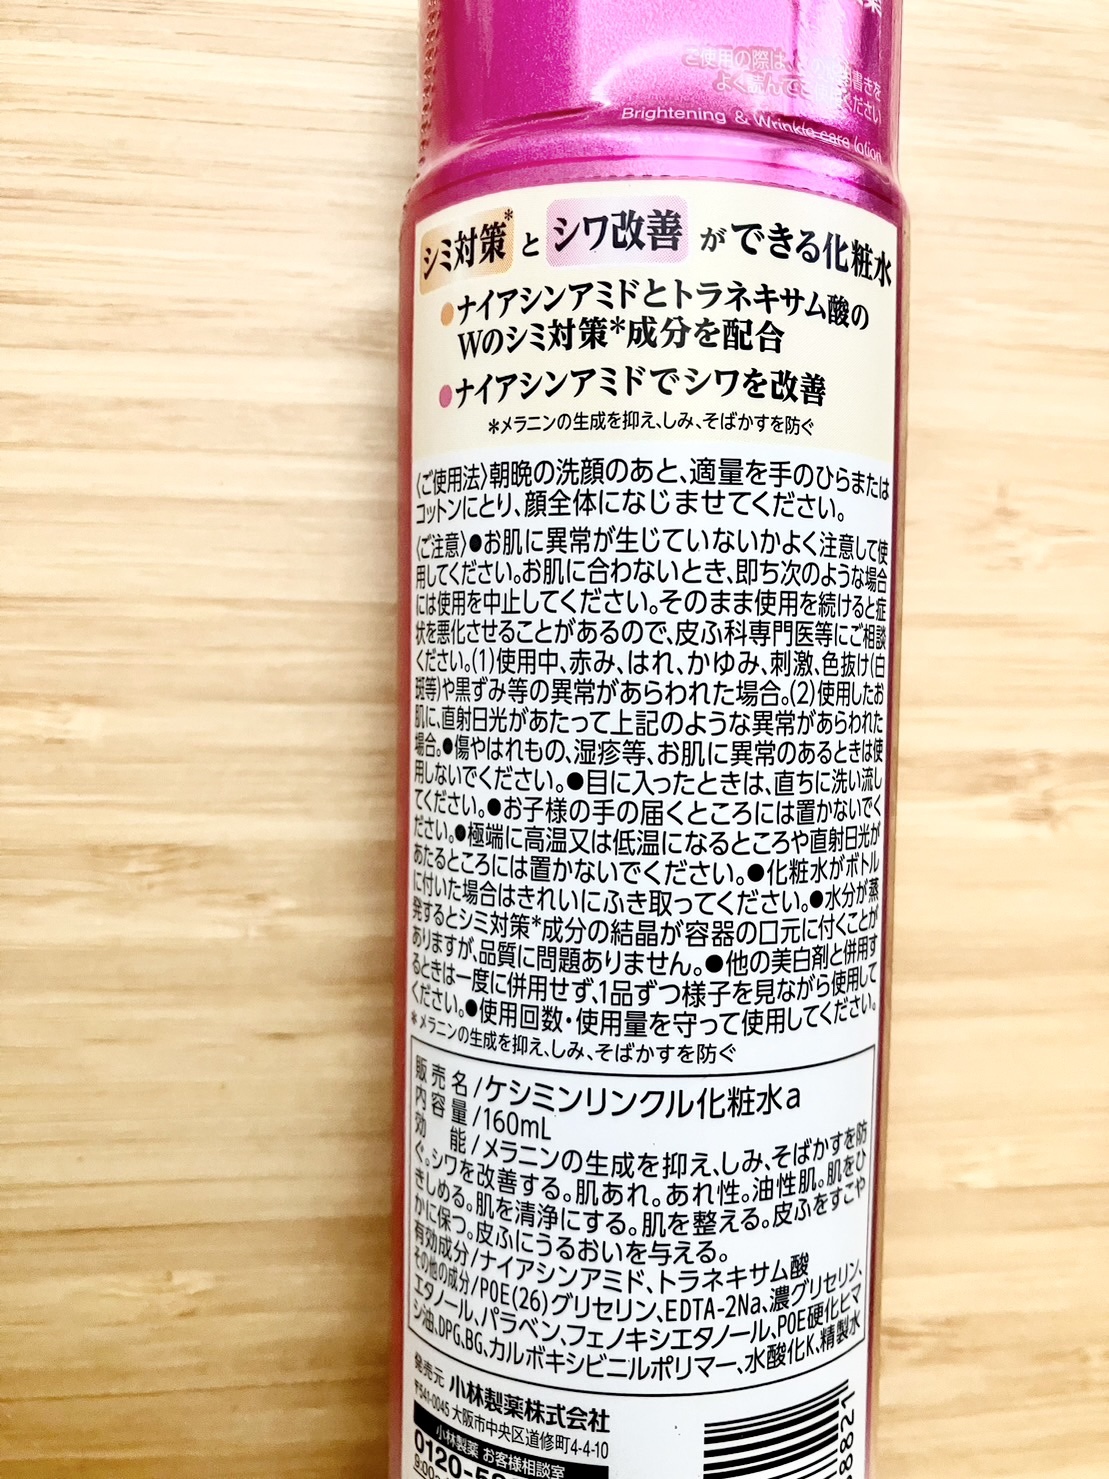 ご使用の際は、
よく読んで
Brightening & Wrinkle care lotion
シミ対策*とシワ改善ができる化粧水
●ナイアシンアミドとトラネキサム酸の
Wのシミ対策*成分を配合
●ナイアシンアミドでシワを改善
*メラニンの生成を抑え、しみ、そばかすを防ぐ
〈ご使用法〉朝晩の洗顔のあと、適量を手のひらまたは
コットンにとり、顔全体になじませてください。
〈ご注意〉●お肌に異常が生じていないかよく注意して使
用してください。お肌に合わないとき、即ち次のような場合
には使用を中止してください。そのまま使用を続けると症
状を悪化させることがあるので、皮ふ科専門医等にご相談
ください。(1)使用中、赤み、はれ、かゆみ、刺激、色抜け(白
斑等)や黒ずみ等の異常があらわれた場合。(2)使用したお
肌に、直射日光があたって上記のような異常があらわれた
場合。●傷やはれもの、湿疹等、お肌に異常のあるときは使
用しないでください。●目に入ったときは、直ちに洗い流し
てください。●お子様の手の届くところには置かないでく
ださい。●極端に高温又は低温になるところや直射日光が
あたるところには置かないでください。●化粧水がボトル
に付いた場合はきれいにふき取ってください。●水分が蒸
発するとシミ対策*成分の結晶が容器の口元に付くことが
ありますが、品質に問題ありません。●他の美白剤と併用す
るときは一度に併用せず、1品ずつ様子を見ながら使用して
ください。●使用回数・使用量を守って使用してください。
*メラニンの生成を抑え、しみ、そばかすを防ぐ
販売名/ケシミンリンクル化粧水a
内容量/160mL
効能/メラニンの生成を抑え、しみ、そばかすを防
ぐ。シワを改善する。肌あれ。あれ性。油性肌。肌をひ
きしめる。肌を清浄にする。肌を整える。皮ふをすこや
かに保つ。皮ふにうるおいを与える。
有効成分/ナイアシンアミド、トラネキサム酸
その他の成分/POE(26)グリセリン、EDTA-2Na、濃グリセリン、
エタノール、パラベン、フェノキシエタノール、POE硬化ヒマ
シ油、DPG、BG、カルボキシビニルポリマー、水酸化K、精製水
発売元 小林製薬株式会社
〒541-0045 大阪市中央区道修町4-4-10
小林製薬 お客様相談室
0120-5
9:00